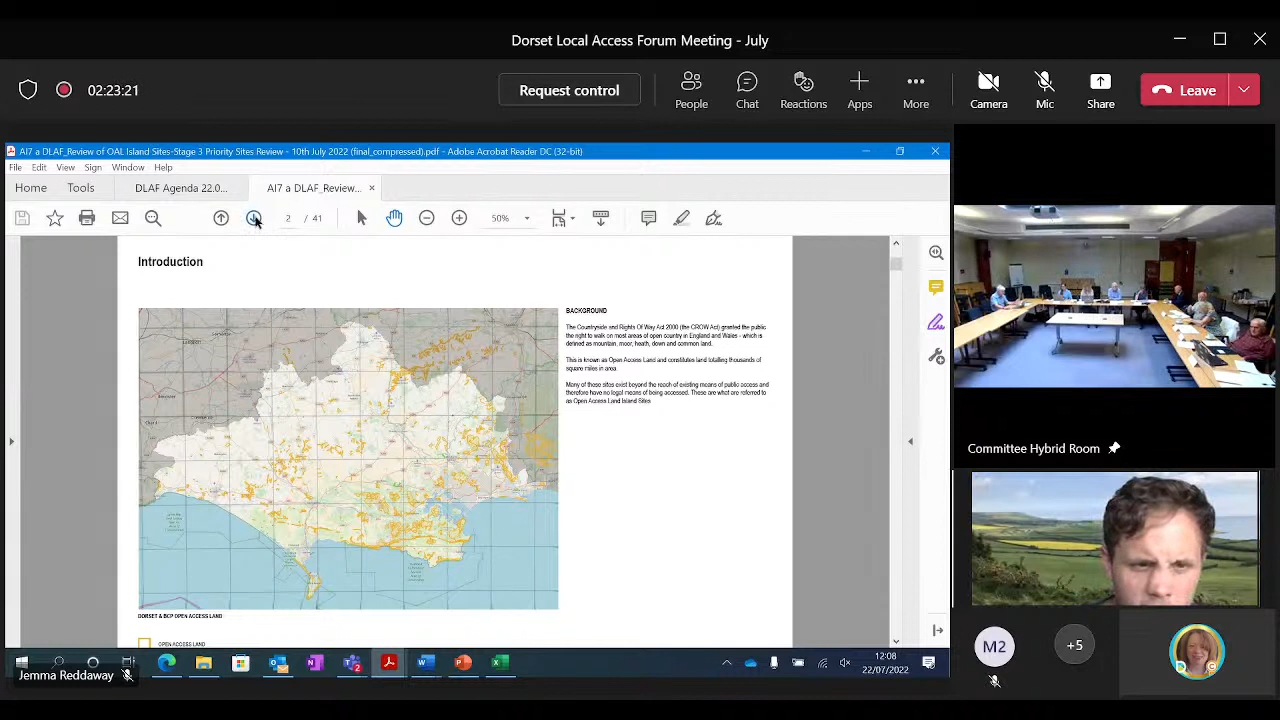 Dorset Local Access Forum Meeting - July
02:23:21
Request control
People
Chat
Reactions
Apps
More
Camera
Mic
Share
Leave
AI7 a DLAF_Review of OAL Island Sites-Stage 3 Priority Sites Review - 10th July 2022 (final_compressed).pdf - Adobe Acrobat Reader DC (32-bit)
File Edit View Sign Window Help
Home Tools DLAF Agenda 22.0... AI7 a DLAF_Review... ×
2 / 41 50%
Introduction
BACKGROUND
The Countryside and Rights Of Way Act 2000 (the CROW Act) granted the public
the right to walk on most areas of open country in England and Wales - which is
defined as mountain, moor, heath, down and common land.
This is known as Open Access Land and constitutes land totalling thousands of
square miles in area.
Many of these sites exist beyond the reach of existing means of public access and
therefore have no legal means of being accessed. These are what are referred to
as Open Access Land Island Sites
DORSET & BCP OPEN ACCESS LAND
OPEN ACCESS LAND
Committee Hybrid Room
M2
+5
D
C
12:08
22/07/2022
Jemma Reddaway